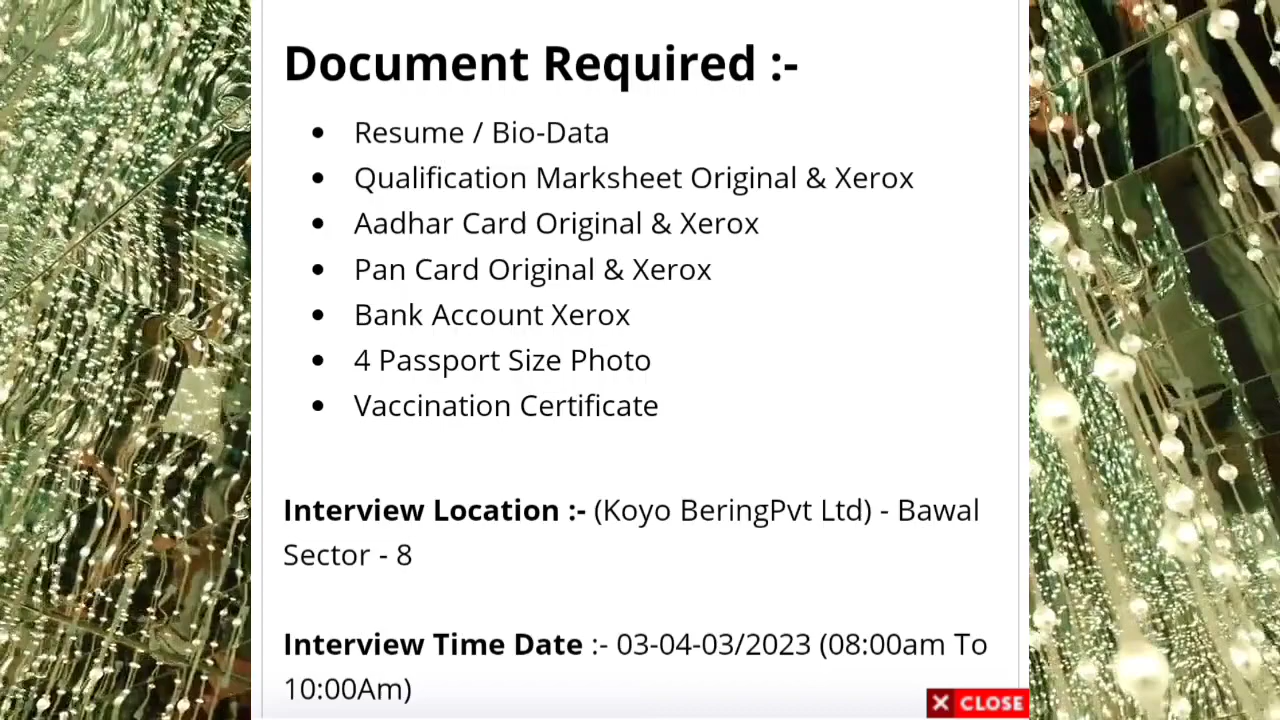 Document Required :-
• Resume / Bio-Data
• Qualification Marksheet Original & Xerox
• Aadhar Card Original & Xerox
• Pan Card Original & Xerox
• Bank Account Xerox
• 4 Passport Size Photo
• Vaccination Certificate
Interview Location :- (Koyo BeringPvt Ltd) - Bawal
Sector - 8
Interview Time Date :- 03-04-03/2023 (08:00am To
10:00Am)
✕ CLOSE